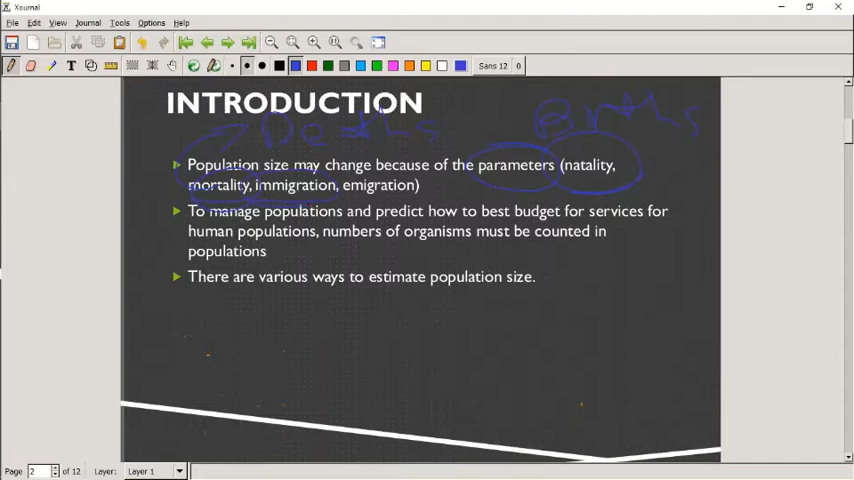 Xournal
File Edit View Journal Tools Options Help
Sans 12 0
INTRODUCTION
Deaths
Births
Population size may change because of the parameters (natality,
mortality, immigration, emigration)
To manage populations and predict how to best budget for services for
human populations, numbers of organisms must be counted in
populations
There are various ways to estimate population size.
Page 2 of 12 Layer: Layer 1